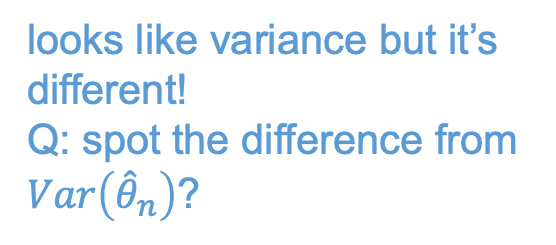 looks like variance but it's
different!
Q: spot the difference from
𝑉𝑎𝑟(θ̂ₙ)?